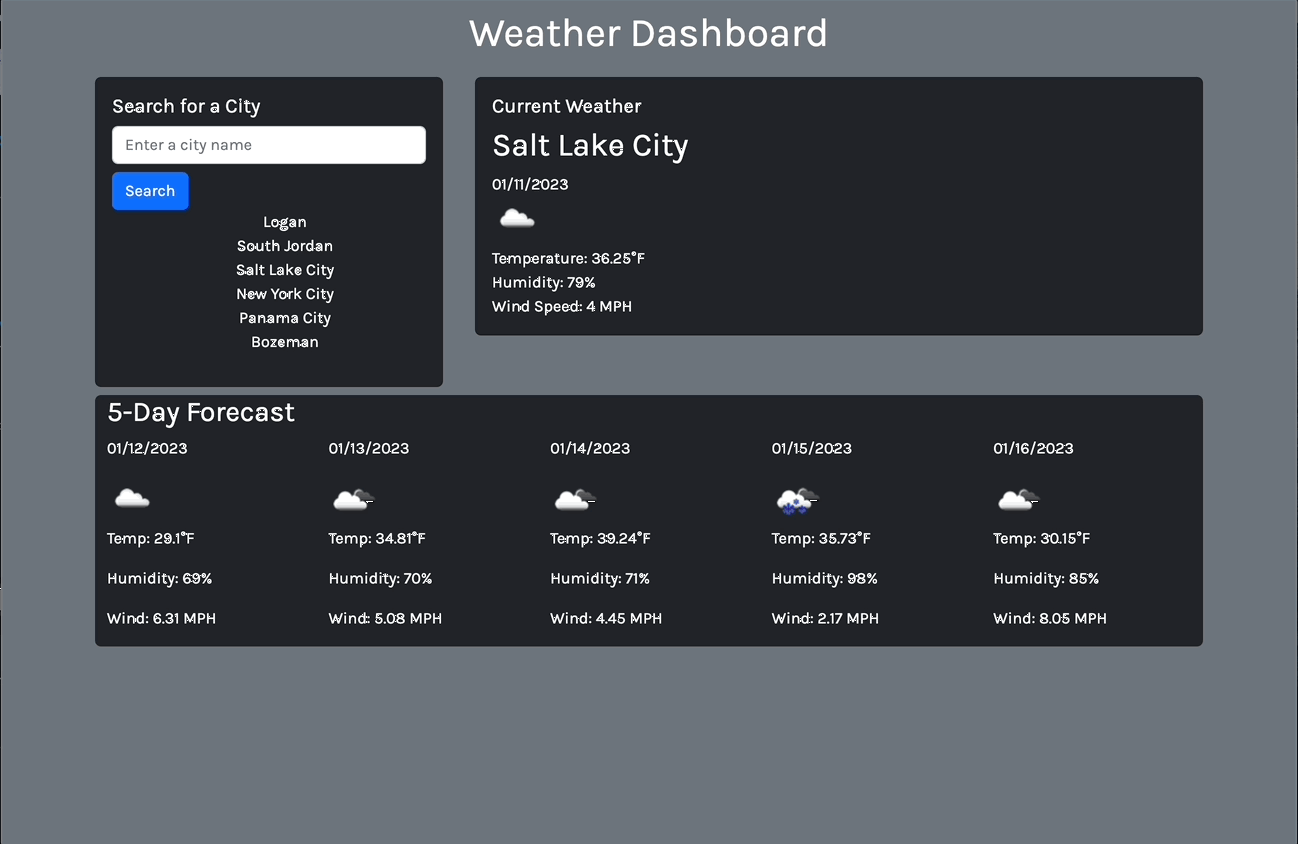 Weather Dashboard
Search for a City
Enter a city name
Search
Logan
South Jordan
Salt Lake City
New York City
Panama City
Bozeman
Current Weather
Salt Lake City
01/11/2023
Temperature: 36.25°F
Humidity: 79%
Wind Speed: 4 MPH
5-Day Forecast
01/12/2023 01/13/2023 01/14/2023 01/15/2023 01/16/2023
Temp: 29.1°F Temp: 34.81°F Temp: 39.24°F Temp: 35.73°F Temp: 30.15°F
Humidity: 69% Humidity: 70% Humidity: 71% Humidity: 98% Humidity: 85%
Wind: 6.31 MPH Wind: 5.08 MPH Wind: 4.45 MPH Wind: 2.17 MPH Wind: 8.05 MPH